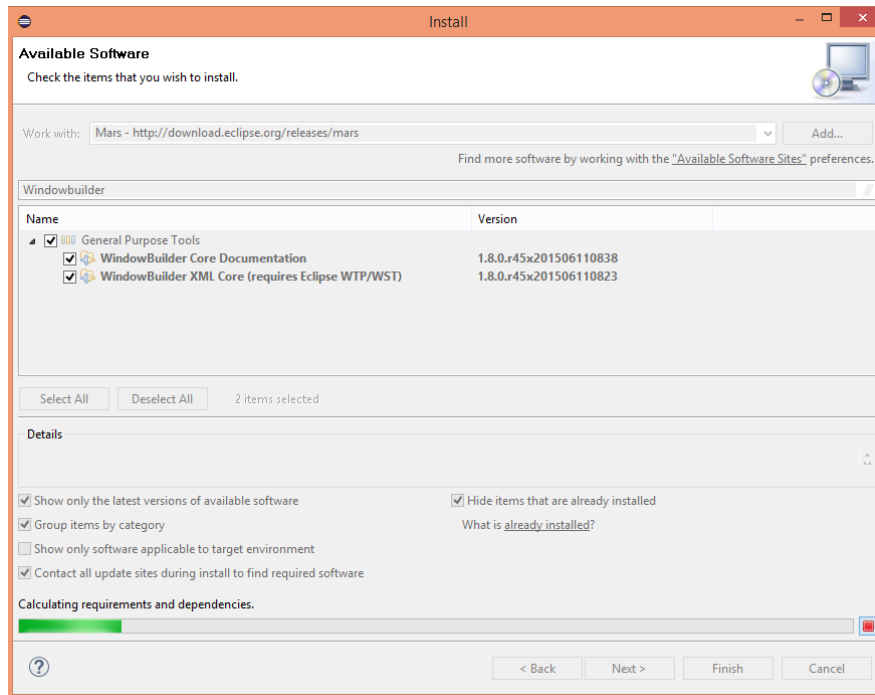 Install
Available Software
Check the items that you wish to install.
Work with: Mars - http://download.eclipse.org/releases/mars Add...
Find more software by working with the "Available Software Sites" preferences.
Windowbuilder
Name Version
General Purpose Tools
WindowBuilder Core Documentation 1.8.0.r45x201506110838
WindowBuilder XML Core (requires Eclipse WTP/WST) 1.8.0.r45x201506110823
Select All Deselect All 2 items selected
Details
Show only the latest versions of available software Hide items that are already installed
Group items by category What is already installed?
Show only software applicable to target environment
Contact all update sites during install to find required software
Calculating requirements and dependencies.
? < Back Next > Finish Cancel